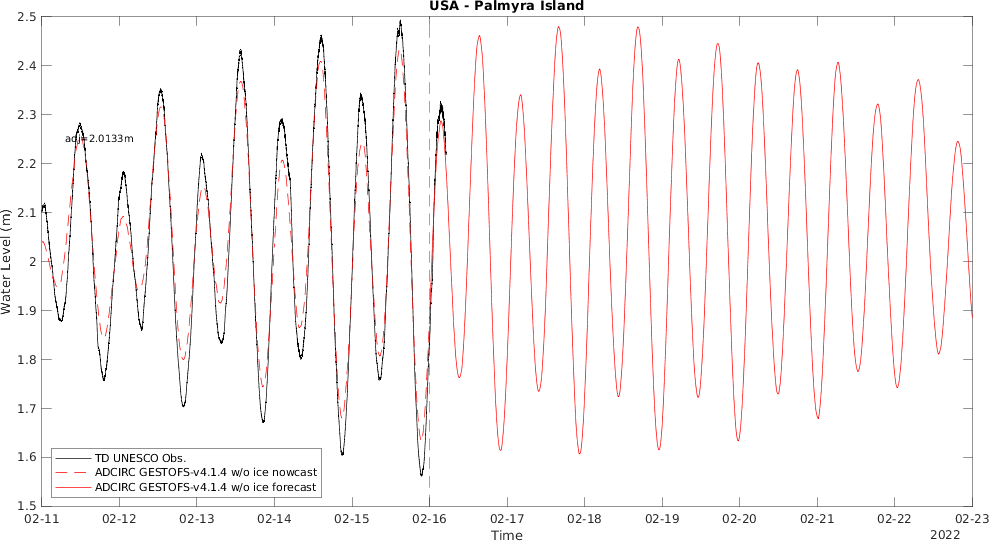 USA - Palmyra Island
2.5
2.4
2.3
2.2
2.1
2
1.9
1.8
1.7
1.6
1.5
Water Level (m)
adj=2.0133m
TD UNESCO Obs.
ADCIRC GESTOFS-v4.1.4 w/o ice nowcast
ADCIRC GESTOFS-v4.1.4 w/o ice forecast
02-11 02-12 02-13 02-14 02-15 02-16 02-17 02-18 02-19 02-20 02-21 02-22 02-23
Time
2022